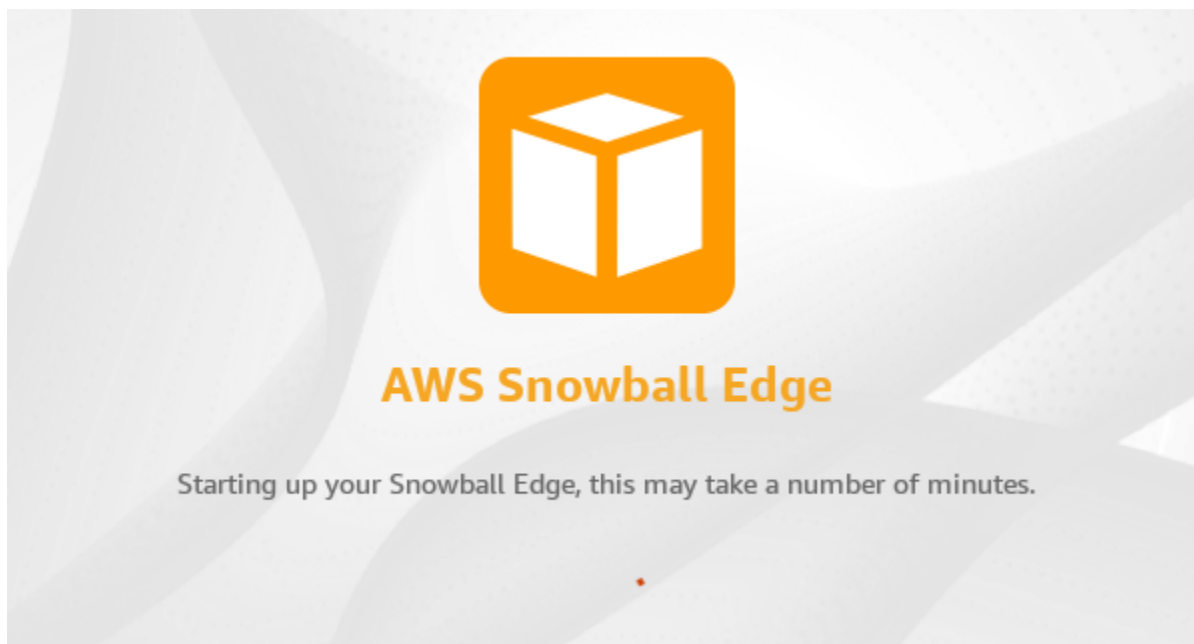 AWS Snowball Edge
Starting up your Snowball Edge, this may take a number of minutes.